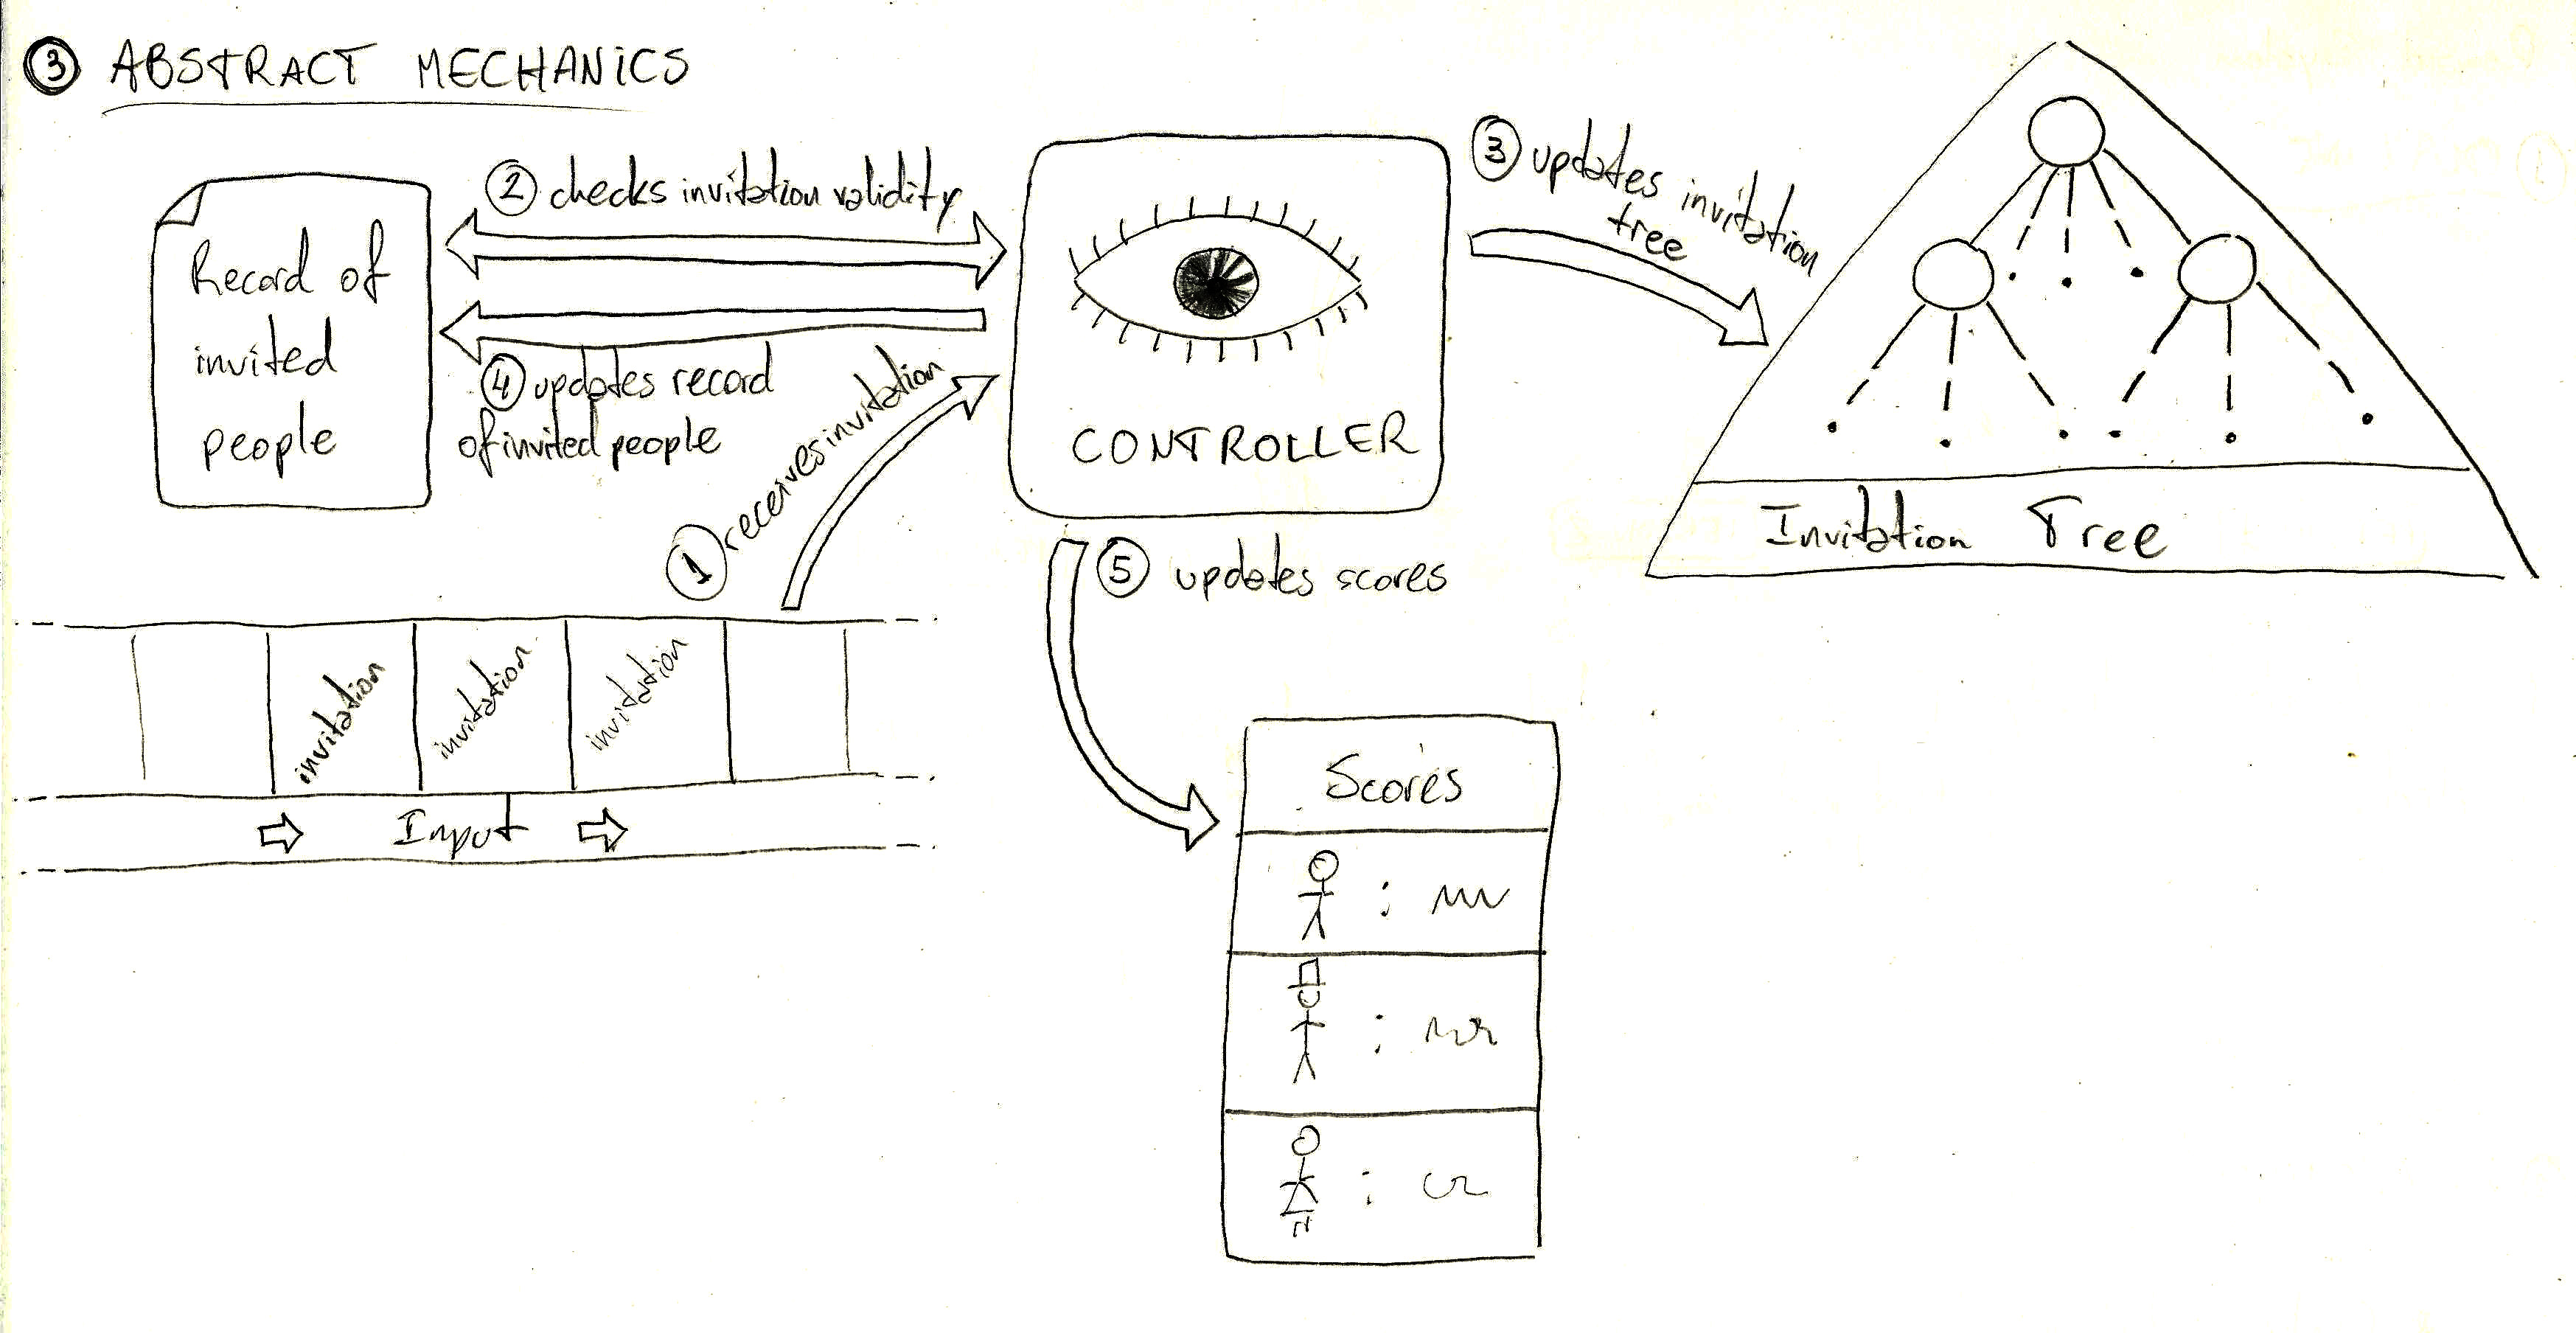 ③ ABSTRACT MECHANICS
Record of
invited
people
② checks invitation validity
④ updates record
of invited people
① receives invitation
CONTROLLER
③ updates invitation
tree
Invitation Tree
⑤ updates scores
invitation
invitation
invitation
Input
Scores
:
:
: